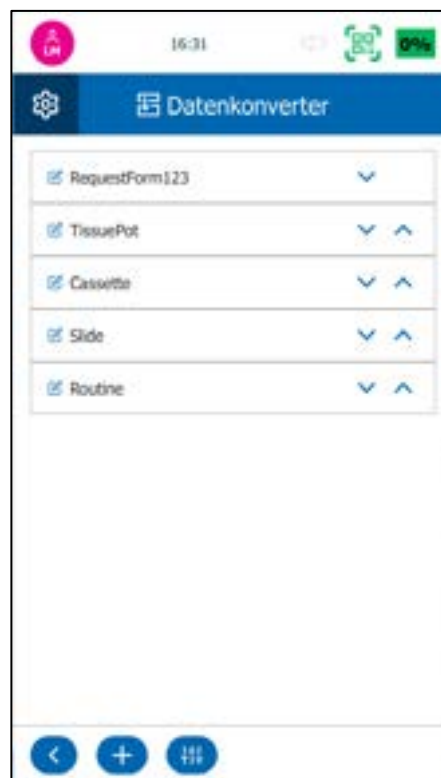 LM
16:31
0%
Datenkonverter
RequestForm123
TissuePot
Cassette
Slide
Routine